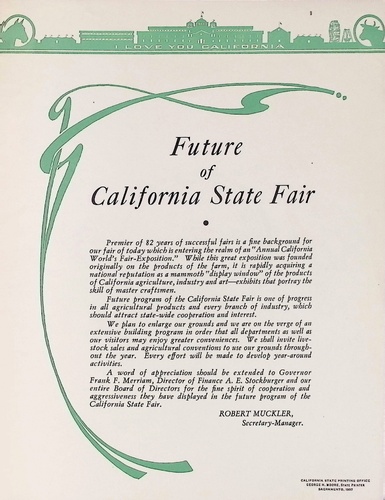 I LOVE YOU CALIFORNIA
Future
of
California State Fair
Premier of 82 years of successful fairs is a fine background for
our fair of today which is entering the realm of an "Annual California
World's Fair-Exposition." While this great exposition was founded
originally on the products of the farm, it is rapidly acquiring a
national reputation as a mammoth "display window" of the products
of California agriculture, industry and art—exhibits that portray the
skill of master craftsmen.
Future program of the California State Fair is one of progress
in all agricultural products and every branch of industry, which
should attract state-wide cooperation and interest.
We plan to enlarge our grounds and we are on the verge of an
extensive building program in order that all departments as well as
our visitors may enjoy greater conveniences. We shall invite live-
stock sales and agricultural conventions to use our grounds through-
out the year. Every effort will be made to develop year-around
activities.
A word of appreciation should be extended to Governor
Frank F. Merriam, Director of Finance A. E. Stockburger and our
entire Board of Directors for the fine spirit of cooperation and
aggressiveness they have displayed in the future program of the
California State Fair.
ROBERT MUCKLER,
Secretary-Manager.
CALIFORNIA STATE PRINTING OFFICE
GEORGE H. MOORE, STATE PRINTER
SACRAMENTO, 1937